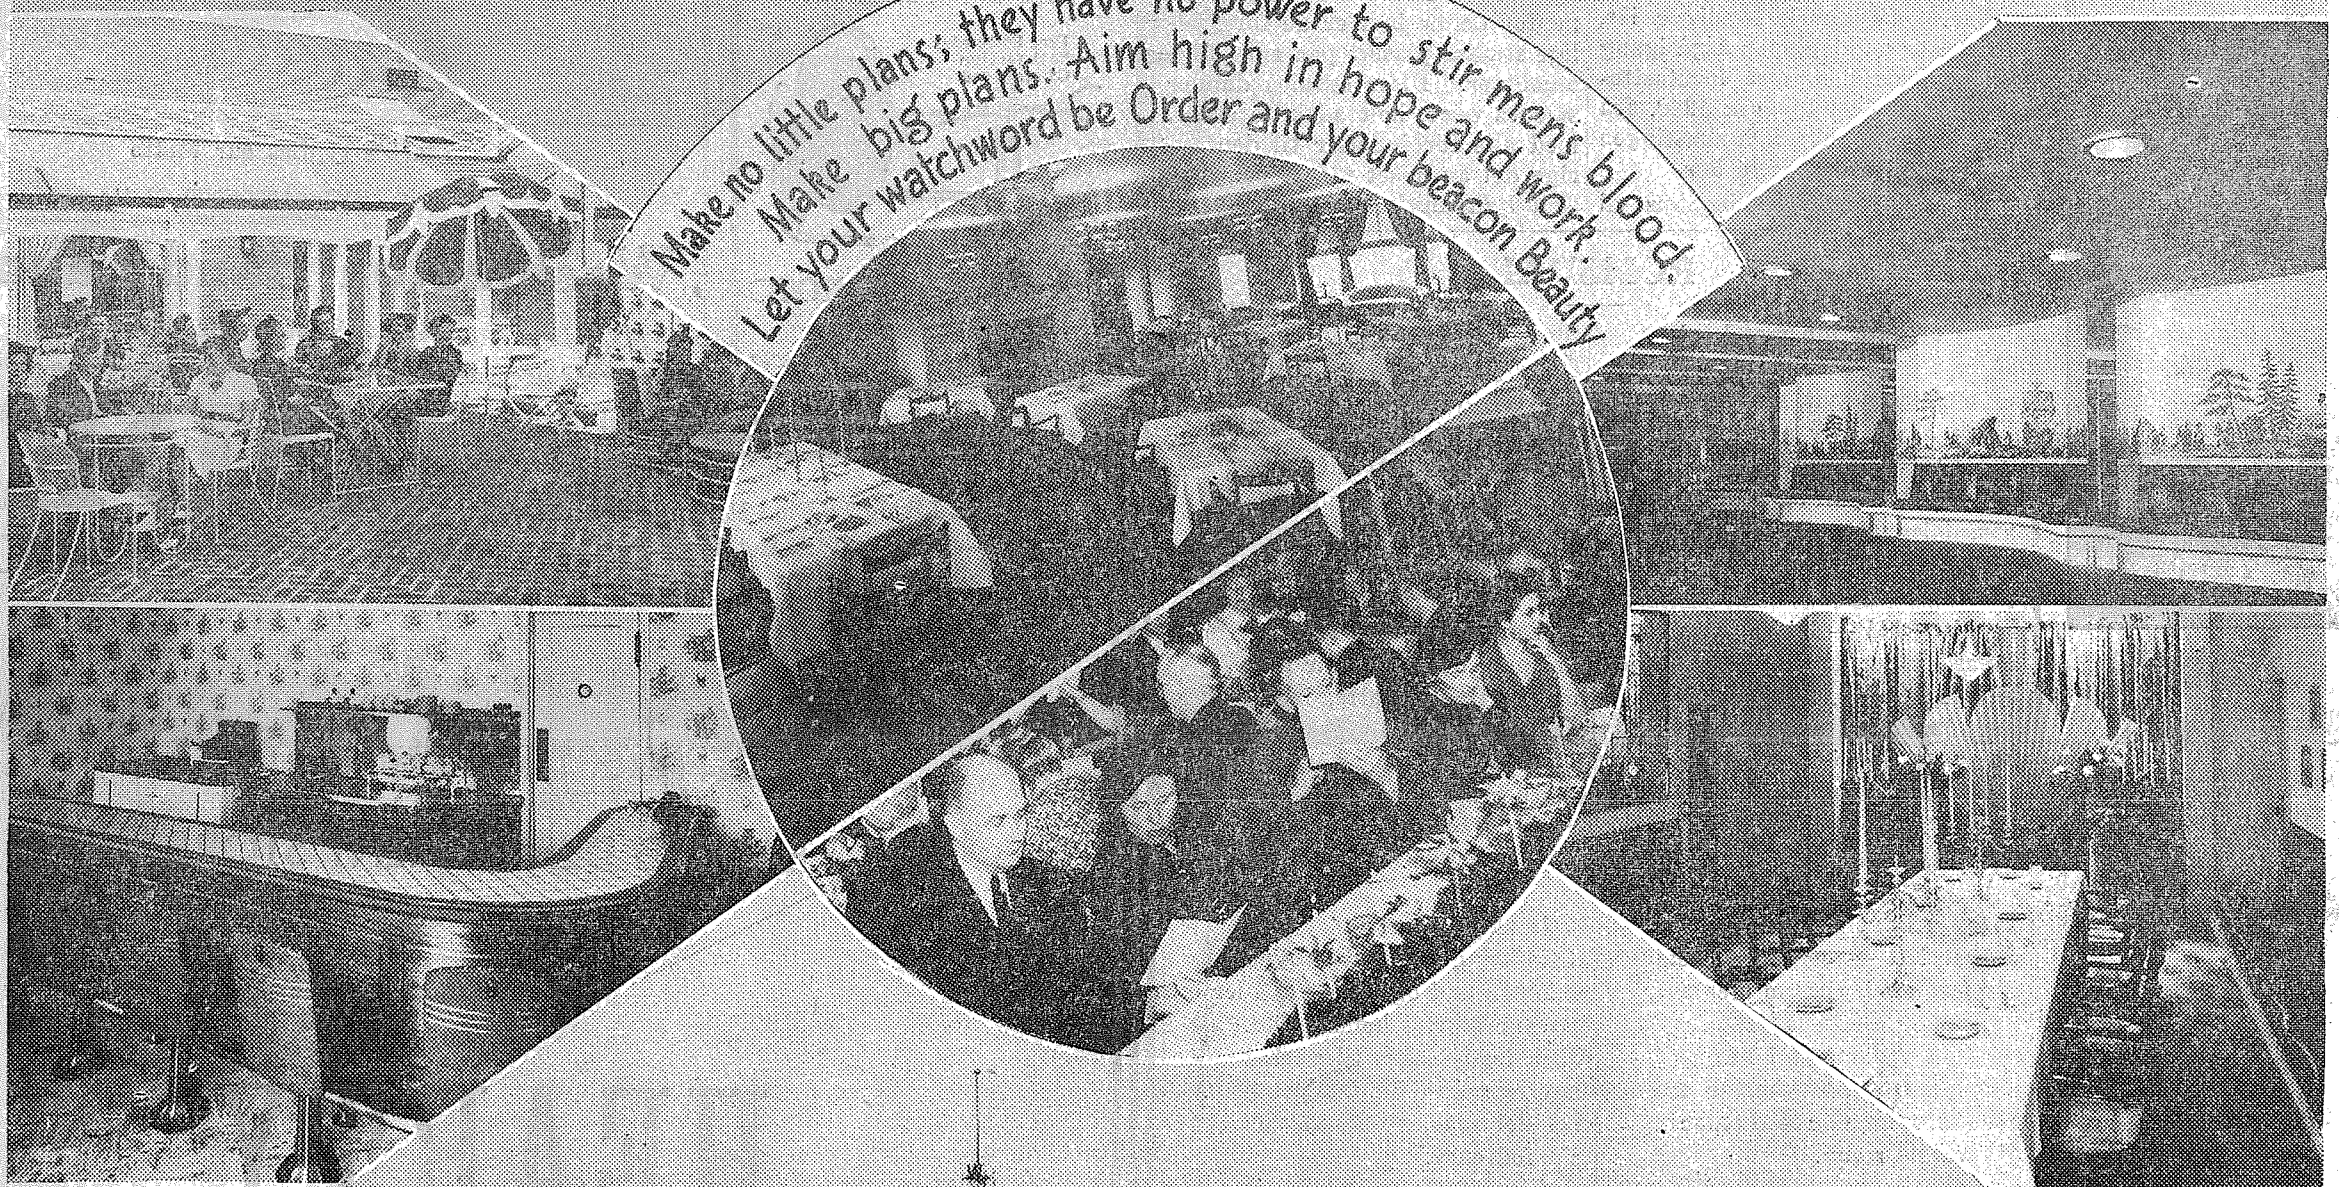 Make no little plans; they have no power to stir men's blood.
Make big plans. Aim high in hope and work.
Let your watchword be Order and your beacon Beauty